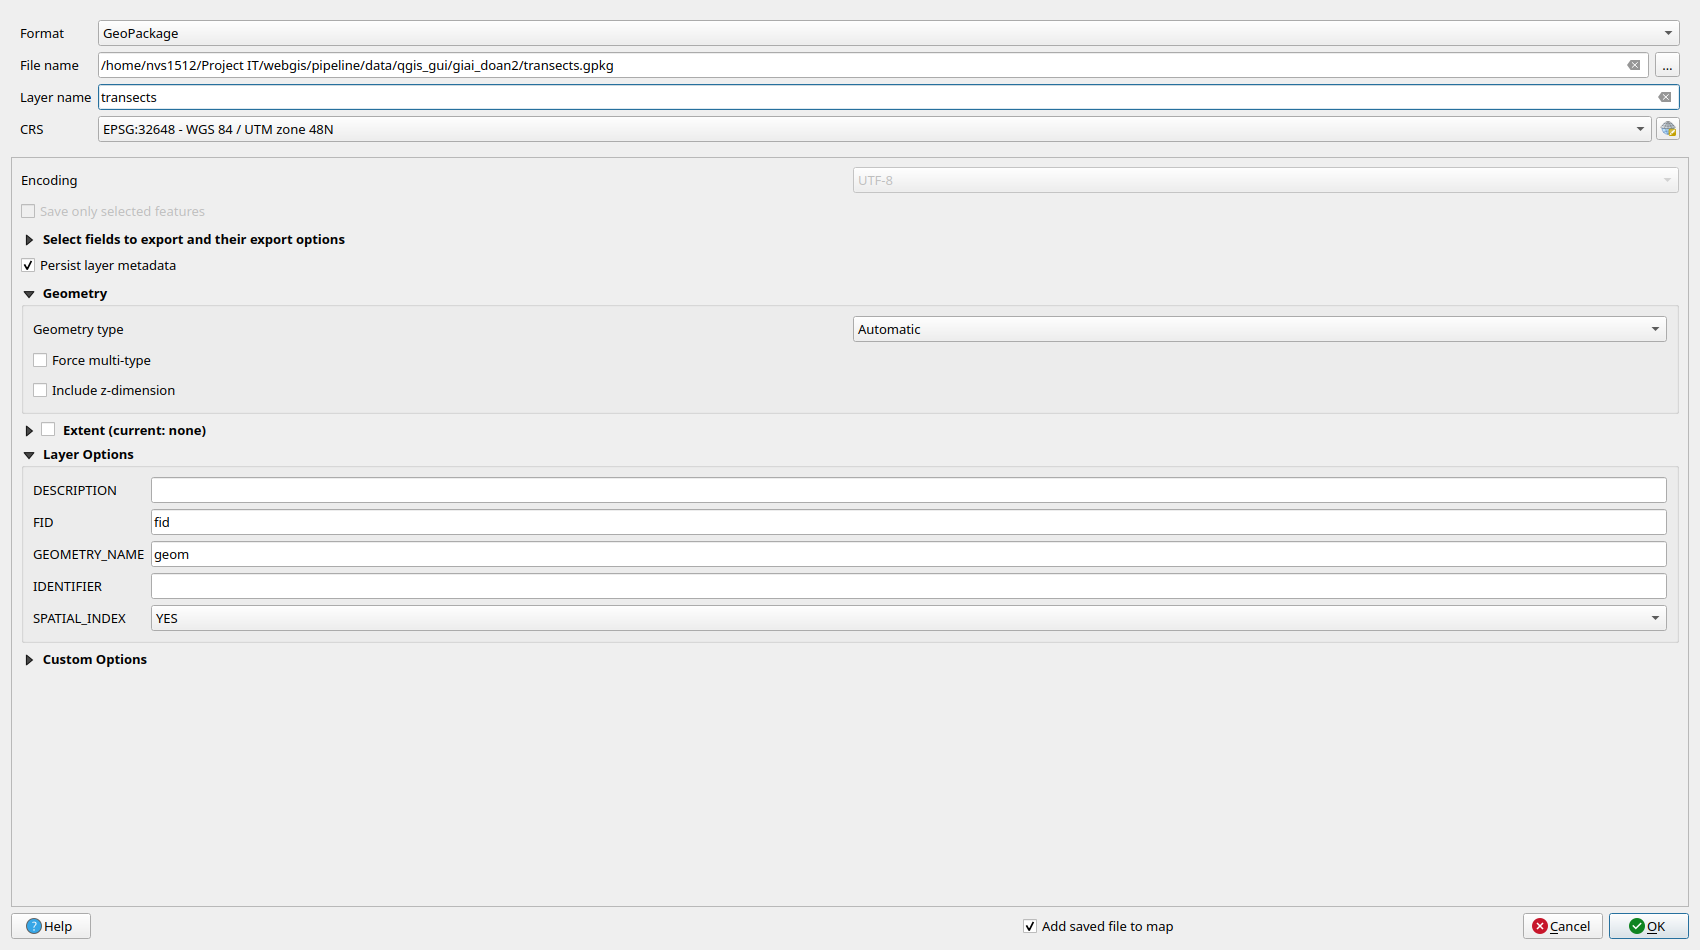 Format GeoPackage
File name /home/nvs1512/Project IT/webgis/pipeline/data/qgis_gui/giai_doan2/transects.gpkg ...
Layer name transects
CRS EPSG:32648 - WGS 84 / UTM zone 48N
Encoding UTF-8
Save only selected features
Select fields to export and their export options
Persist layer metadata
Geometry
Geometry type Automatic
Force multi-type
Include z-dimension
Extent (current: none)
Layer Options
DESCRIPTION
FID fid
GEOMETRY_NAME geom
IDENTIFIER
SPATIAL_INDEX YES
Custom Options
? Help Add saved file to map Cancel OK